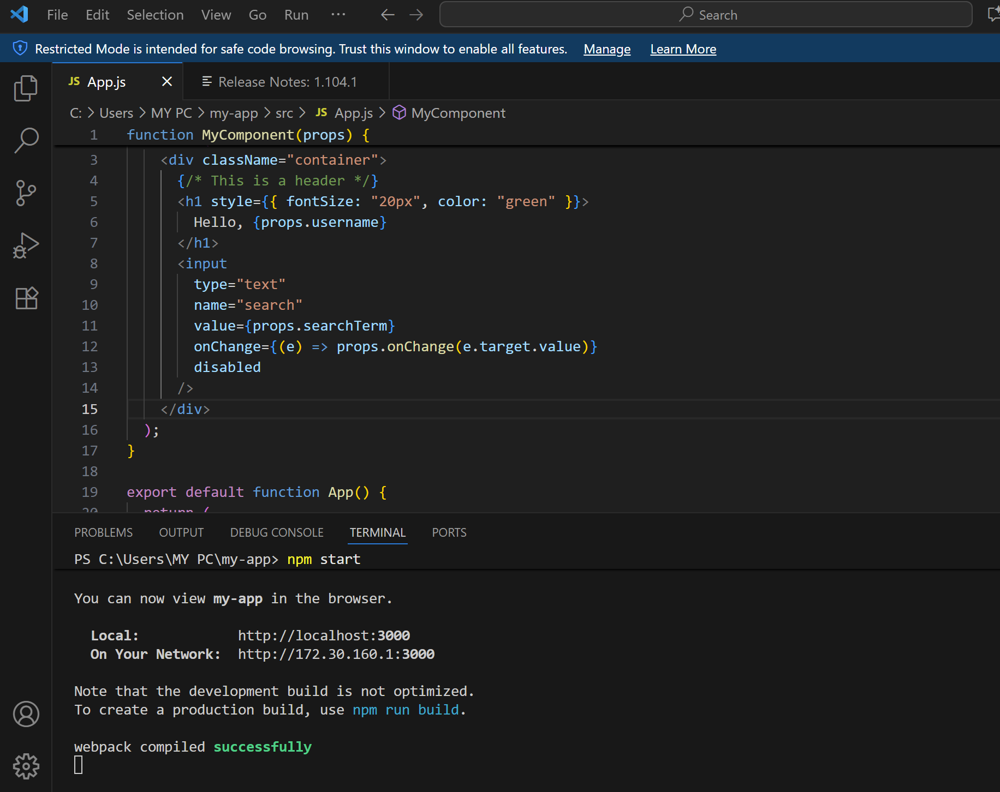 File Edit Selection View Go Run ··· Search
Restricted Mode is intended for safe code browsing. Trust this window to enable all features. Manage Learn More
JS App.js × Release Notes: 1.104.1
C: > Users > MY PC > my-app > src > JS App.js > MyComponent
1 function MyComponent(props) {
3 <div className="container">
4 {/* This is a header */}
5 <h1 style={{ fontSize: "20px", color: "green" }}>
6 Hello, {props.username}
7 </h1>
8 <input
9 type="text"
10 name="search"
11 value={props.searchTerm}
12 onChange={(e) => props.onChange(e.target.value)}
13 disabled
14 />
15 </div>
16 );
17 }
18
19 export default function App() {
20 return (
PROBLEMS OUTPUT DEBUG CONSOLE TERMINAL PORTS
PS C:\Users\MY PC\my-app> npm start
You can now view my-app in the browser.
Local: http://localhost:3000
On Your Network: http://172.30.160.1:3000
Note that the development build is not optimized.
To create a production build, use npm run build.
webpack compiled successfully